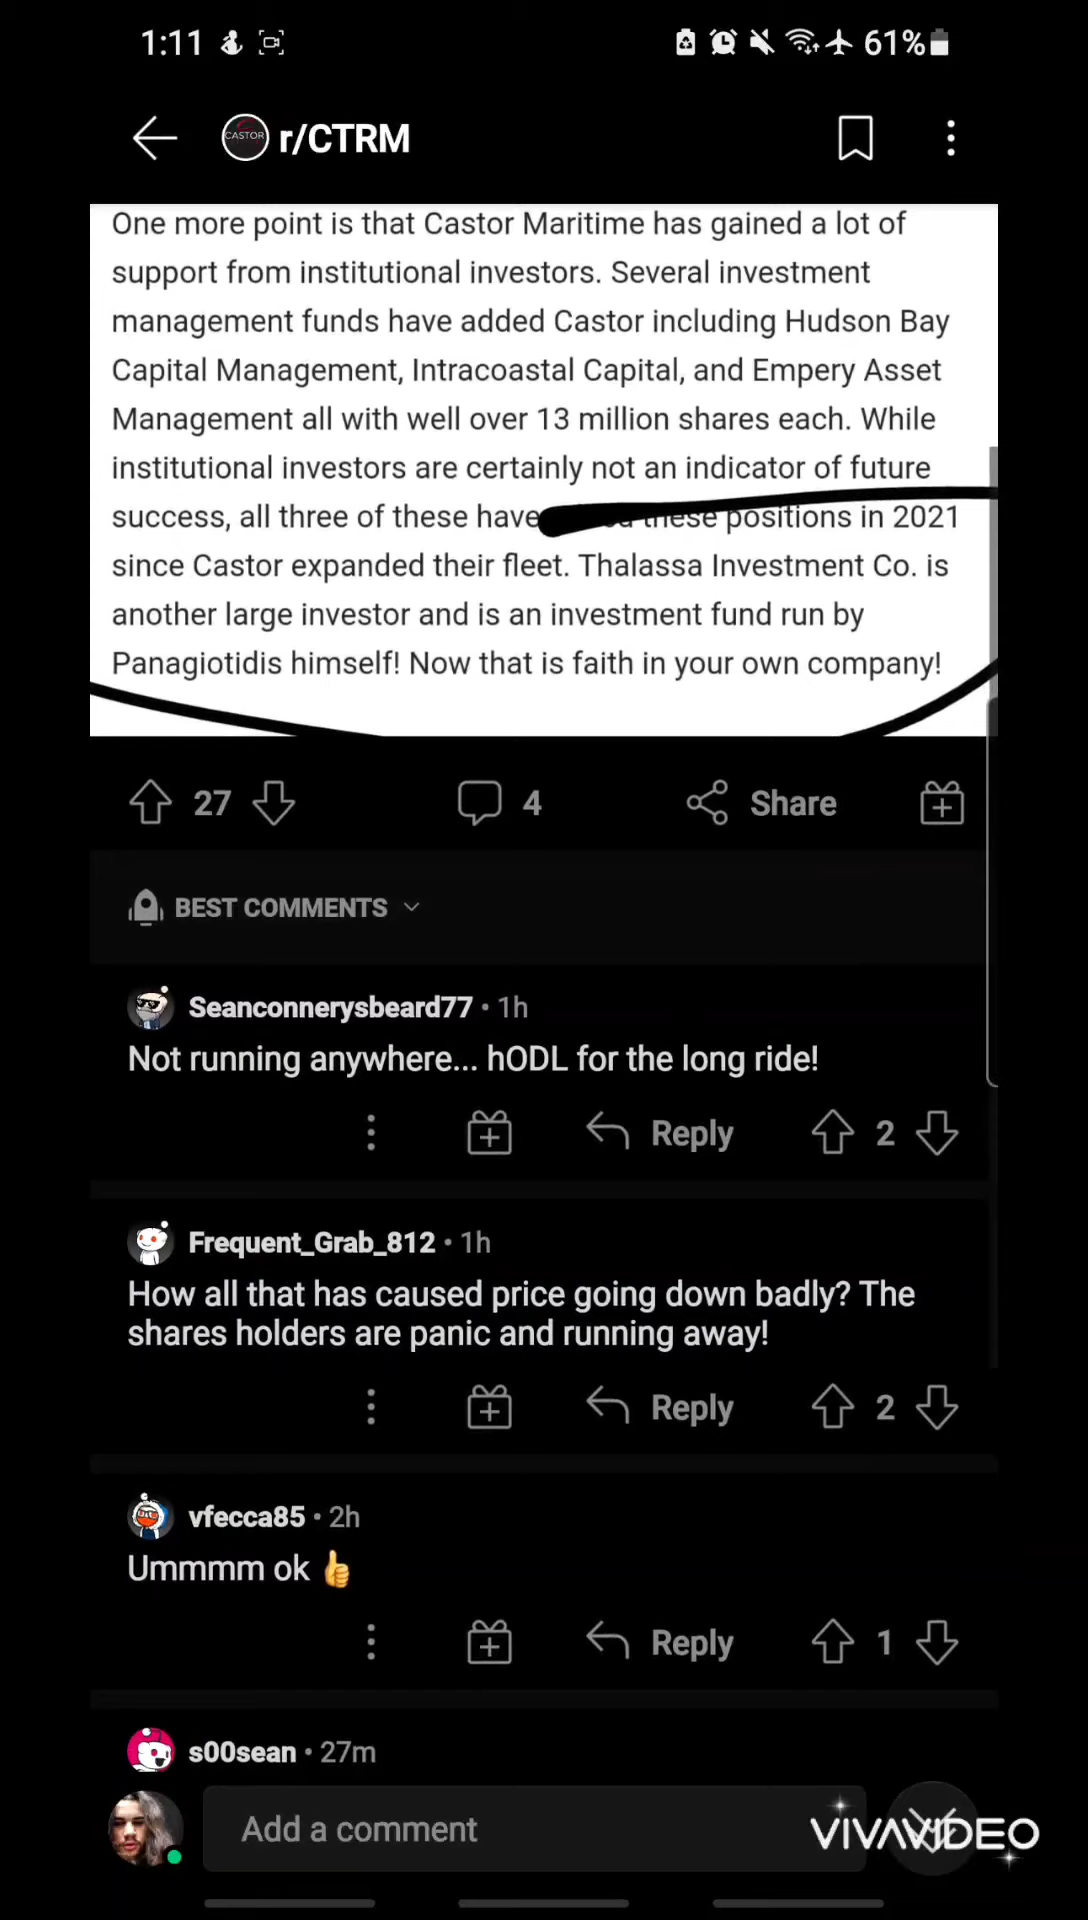 1:11
61%
CASTOR
r/CTRM
One more point is that Castor Maritime has gained a lot of
support from institutional investors. Several investment
management funds have added Castor including Hudson Bay
Capital Management, Intracoastal Capital, and Empery Asset
Management all with well over 13 million shares each. While
institutional investors are certainly not an indicator of future
success, all three of these have these positions in 2021
since Castor expanded their fleet. Thalassa Investment Co. is
another large investor and is an investment fund run by
Panagiotidis himself! Now that is faith in your own company!
27
4
Share
BEST COMMENTS
Seanconnerysbeard77 • 1h
Not running anywhere... hODL for the long ride!
Reply
2
Frequent_Grab_812 • 1h
How all that has caused price going down badly? The
shares holders are panic and running away!
Reply
2
vfecca85 • 2h
Ummmm ok 👍
Reply
1
s00sean • 27m
Add a comment
VIVAVIDEO